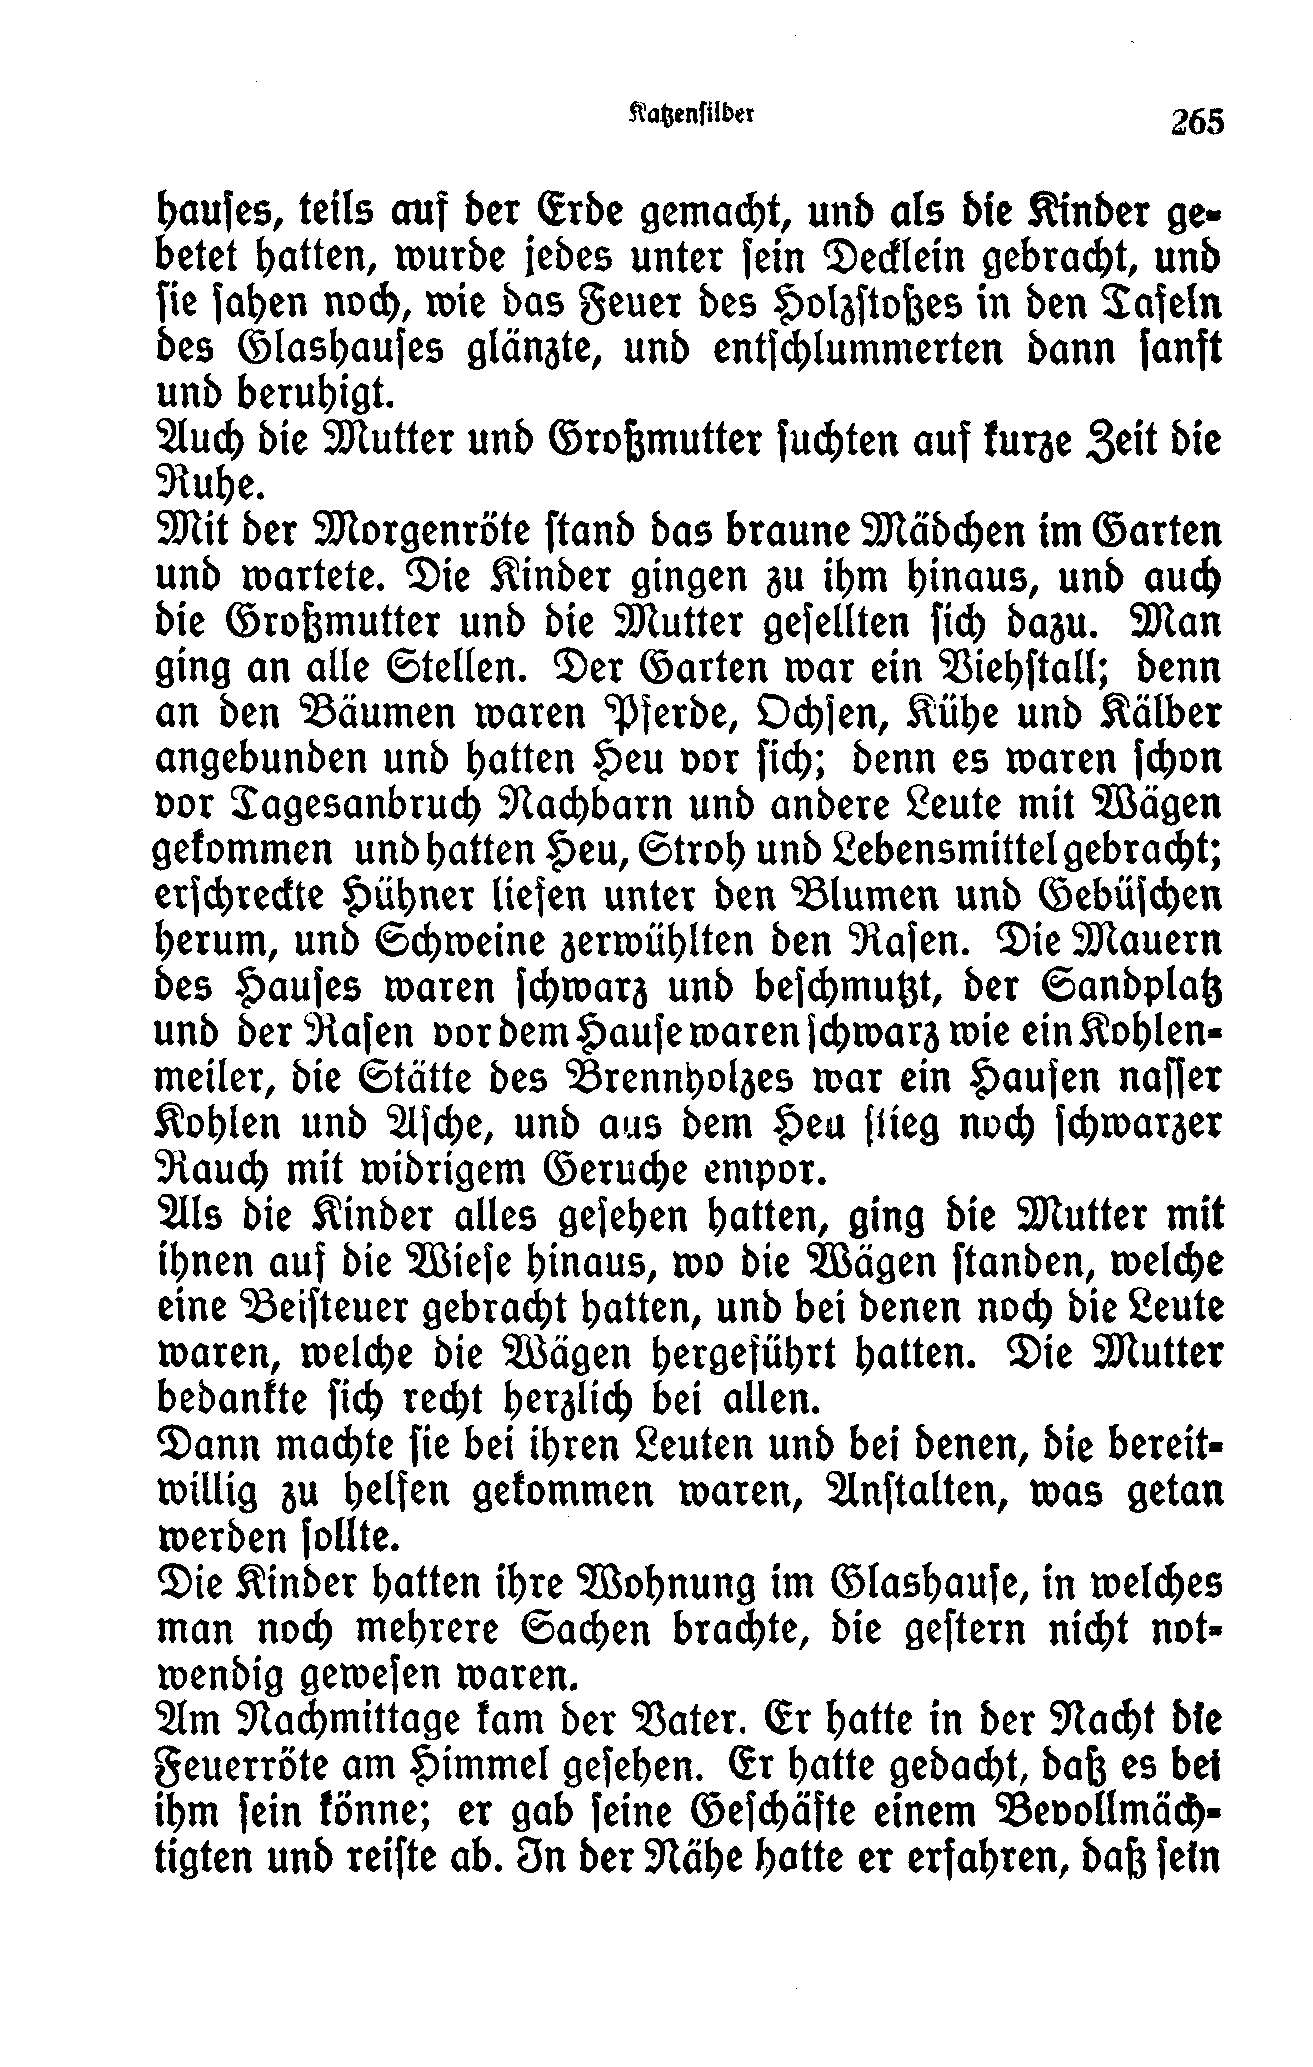 Katzensilber
265
hauses, teils auf der Erde gemacht, und als die Kinder ge-
betet hatten, wurde jedes unter sein Decklein gebracht, und
sie sahen noch, wie das Feuer des Holzstoßes in den Tafeln
des Glashauses glänzte, und entschlummerten dann sanft
und beruhigt.
Auch die Mutter und Großmutter suchten auf kurze Zeit die
Ruhe.
Mit der Morgenröte stand das braune Mädchen im Garten
und wartete. Die Kinder gingen zu ihm hinaus, und auch
die Großmutter und die Mutter gesellten sich dazu. Man
ging an alle Stellen. Der Garten war ein Viehstall; denn
an den Bäumen waren Pferde, Ochsen, Kühe und Kälber
angebunden und hatten Heu vor sich; denn es waren schon
vor Tagesanbruch Nachbarn und andere Leute mit Wägen
gekommen und hatten Heu, Stroh und Lebensmittel gebracht;
erschreckte Hühner liefen unter den Blumen und Gebüschen
herum, und Schweine zerwühlten den Rasen. Die Mauern
des Hauses waren schwarz und beschmutzt, der Sandplatz
und der Rasen vor dem Hause waren schwarz wie ein Kohlen-
meiler, die Stätte des Brennholzes war ein Haufen nasser
Kohlen und Asche, und aus dem Heu stieg noch schwarzer
Rauch mit widrigem Geruche empor.
Als die Kinder alles gesehen hatten, ging die Mutter mit
ihnen auf die Wiese hinaus, wo die Wägen standen, welche
eine Beisteuer gebracht hatten, und bei denen noch die Leute
waren, welche die Wägen hergeführt hatten. Die Mutter
bedankte sich recht herzlich bei allen.
Dann machte sie bei ihren Leuten und bei denen, die bereit-
willig zu helfen gekommen waren, Anstalten, was getan
werden sollte.
Die Kinder hatten ihre Wohnung im Glashause, in welches
man noch mehrere Sachen brachte, die gestern nicht not-
wendig gewesen waren.
Am Nachmittage kam der Vater. Er hatte in der Nacht die
Feuerröte am Himmel gesehen. Er hatte gedacht, daß es bei
ihm sein könne; er gab seine Geschäfte einem Bevollmäch-
tigten und reiste ab. In der Nähe hatte er erfahren, daß sein